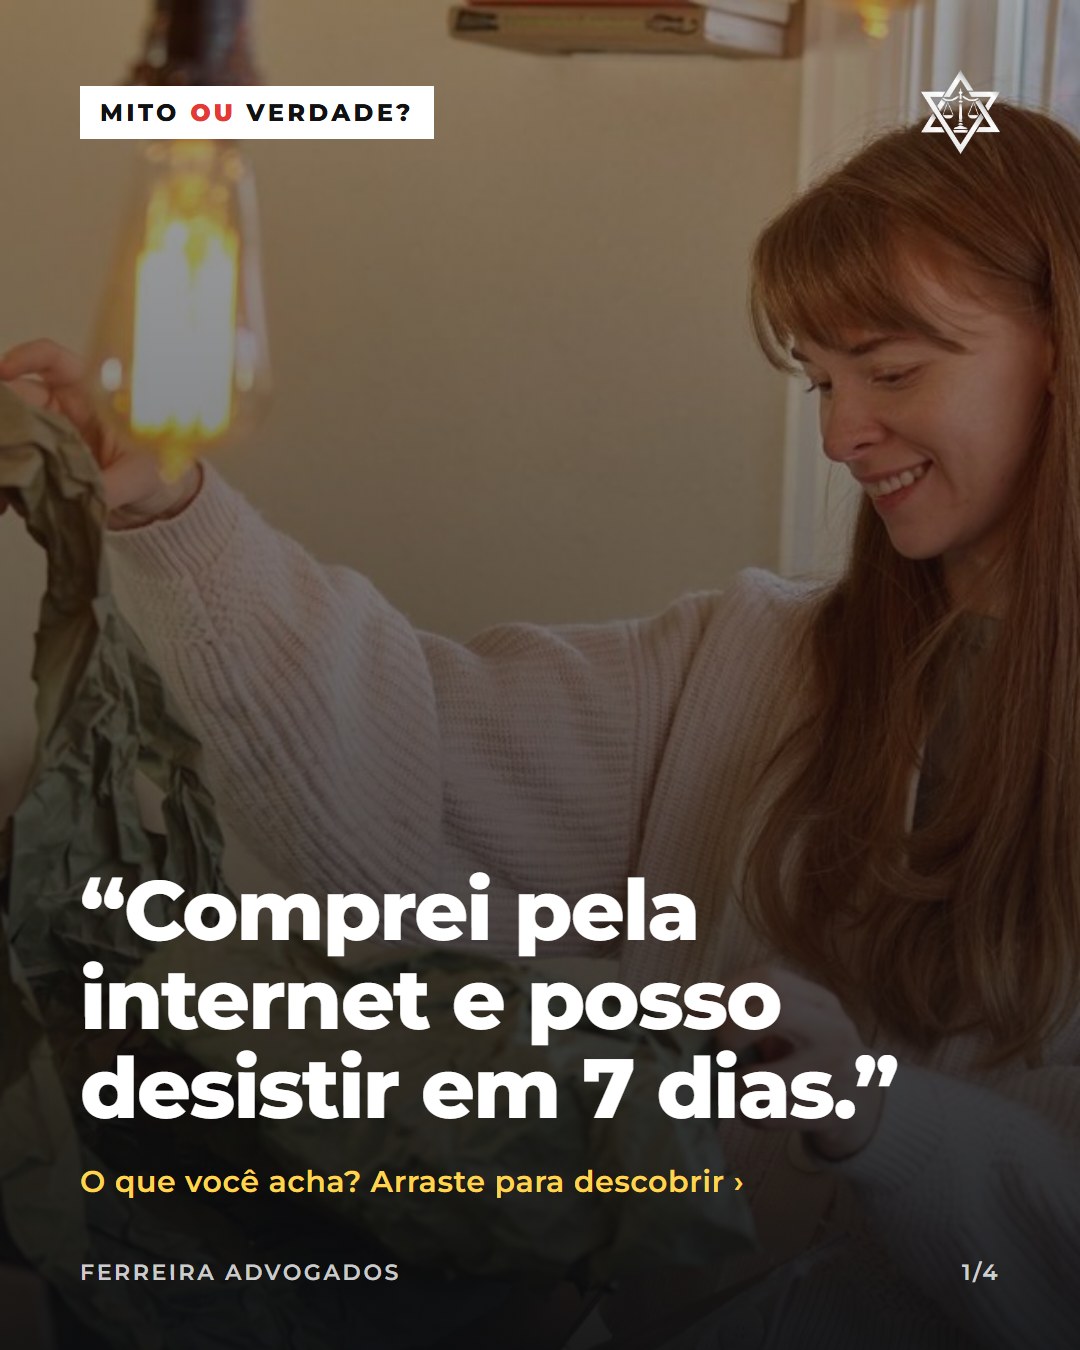 MITO OU VERDADE?
“Comprei pela
internet e posso
desistir em 7 dias.”
O que você acha? Arraste para descobrir ›
FERREIRA ADVOGADOS
1/4